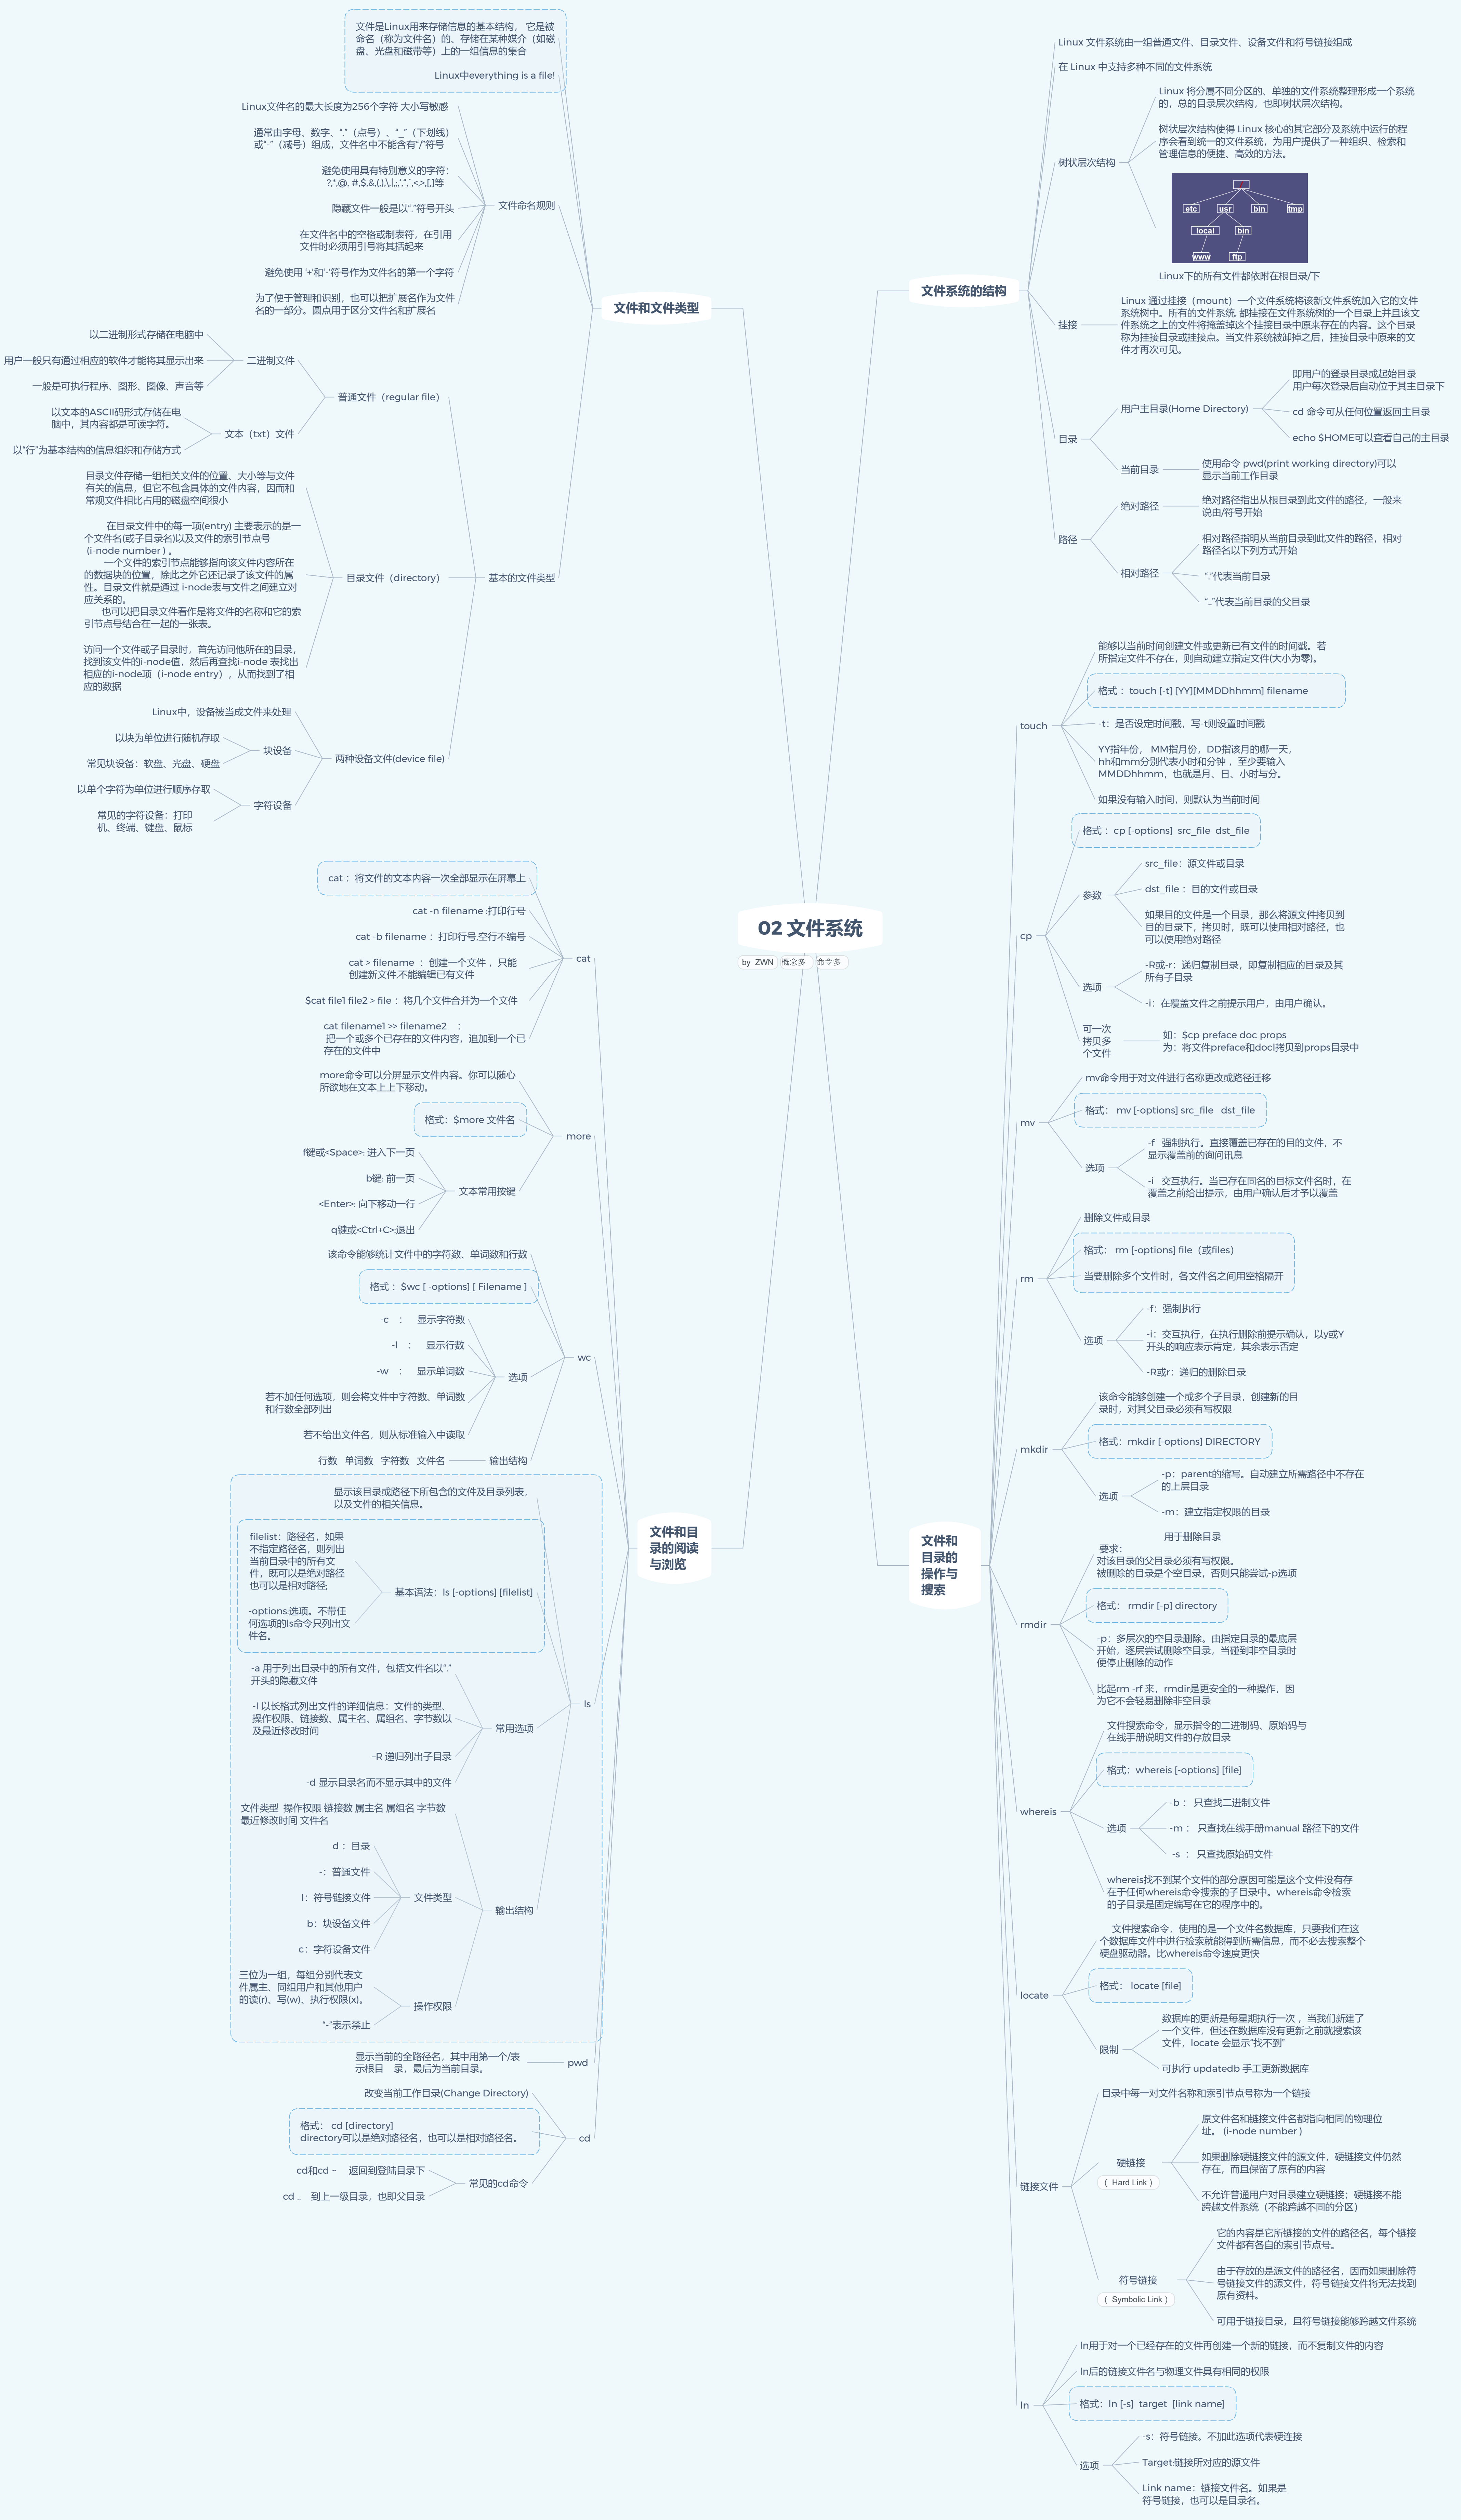 02 文件系统
by ZWN
概念多
命令多
文件和文件类型
文件是Linux用来存储信息的基本结构， 它是被
命名（称为文件名）的、存储在某种媒介（如磁
盘、光盘和磁带等）上的一组信息的集合
Linux中everything is a file!
文件命名规则
Linux文件名的最大长度为256个字符 大小写敏感
通常由字母、数字、“.”（点号）、“_”（下划线）
或“-”（减号）组成，文件名中不能含有“/”符号
避免使用具有特别意义的字符：
?,*,@, #,$,&,(,),\,|,;,',",`,<,>,[,]等
隐藏文件一般是以“.”符号开头
在文件名中的空格或制表符，在引用
文件时必须用引号将其括起来
避免使用 '+'和'-'符号作为文件名的第一个字符
为了便于管理和识别，也可以把扩展名作为文件
名的一部分。圆点用于区分文件名和扩展名
基本的文件类型
普通文件（regular file）
二进制文件
以二进制形式存储在电脑中
用户一般只有通过相应的软件才能将其显示出来
一般是可执行程序、图形、图像、声音等
文本（txt）文件
以文本的ASCII码形式存储在电
脑中，其内容都是可读字符。
以“行”为基本结构的信息组织和存储方式
目录文件（directory）
目录文件存储一组相关文件的位置、大小等与文件
有关的信息，但它不包含具体的文件内容，因而和
常规文件相比占用的磁盘空间很小
在目录文件中的每一项(entry) 主要表示的是一
个文件名(或子目录名)以及文件的索引节点号
(i-node number ) 。
一个文件的索引节点能够指向该文件内容所在
的数据块的位置，除此之外它还记录了该文件的属
性。目录文件就是通过 i-node表与文件之间建立对
应关系的。
也可以把目录文件看作是将文件的名称和它的索
引节点号结合在一起的一张表。
访问一个文件或子目录时，首先访问他所在的目录，
找到该文件的i-node值，然后再查找i-node 表找出
相应的i-node项（i-node entry），从而找到了相
应的数据
两种设备文件(device file)
Linux中，设备被当成文件来处理
块设备
以块为单位进行随机存取
常见块设备：软盘、光盘、硬盘
字符设备
以单个字符为单位进行顺序存取
常见的字符设备：打印
机、终端、键盘、鼠标
文件和目
录的阅读
与浏览
cat
cat ：将文件的文本内容一次全部显示在屏幕上
cat -n filename :打印行号
cat -b filename ：打印行号,空行不编号
cat > filename ：创建一个文件 ，只能
创建新文件,不能编辑已有文件
$cat file1 file2 > file ：将几个文件合并为一个文件
cat filename1 >> filename2 ：
把一个或多个已存在的文件内容，追加到一个已
存在的文件中
more
more命令可以分屏显示文件内容。你可以随心
所欲地在文本上上下移动。
格式：$more 文件名
文本常用按键
f键或<Space>: 进入下一页
b键: 前一页
<Enter>: 向下移动一行
q键或<Ctrl+C>:退出
wc
该命令能够统计文件中的字符数、单词数和行数
格式 ：$wc [ -options] [ Filename ]
选项
-c ： 显示字符数
-l ： 显示行数
-w ： 显示单词数
若不加任何选项，则会将文件中字符数、单词数
和行数全部列出
若不给出文件名，则从标准输入中读取
输出结构
行数 单词数 字符数 文件名
ls
显示该目录或路径下所包含的文件及目录列表，
以及文件的相关信息。
基本语法：ls [-options] [filelist]
filelist：路径名，如果
不指定路径名，则列出
当前目录中的所有文
件，既可以是绝对路径
也可以是相对路径;
-options:选项。不带任
何选项的ls命令只列出文
件名。
常用选项
-a 用于列出目录中的所有文件，包括文件名以“.”
开头的隐藏文件
-l 以长格式列出文件的详细信息：文件的类型、
操作权限、链接数、属主名、属组名、字节数以
及最近修改时间
–R 递归列出子目录
-d 显示目录名而不显示其中的文件
输出结构
文件类型 操作权限 链接数 属主名 属组名 字节数
最近修改时间 文件名
文件类型
d ：目录
-：普通文件
l：符号链接文件
b：块设备文件
c：字符设备文件
操作权限
三位为一组，每组分别代表文
件属主、同组用户和其他用户
的读(r)、写(w)、执行权限(x)。
“-”表示禁止
pwd
显示当前的全路径名，其中用第一个/表
示根目 录，最后为当前目录。
cd
改变当前工作目录(Change Directory)
格式： cd [directory]
directory可以是绝对路径名，也可以是相对路径名。
常见的cd命令
cd和cd ~ 返回到登陆目录下
cd .. 到上一级目录，也即父目录
文件系统的结构
Linux 文件系统由一组普通文件、目录文件、设备文件和符号链接组成
在 Linux 中支持多种不同的文件系统
树状层次结构
Linux 将分属不同分区的、单独的文件系统整理形成一个系统
的，总的目录层次结构，也即树状层次结构。
树状层次结构使得 Linux 核心的其它部分及系统中运行的程
序会看到统一的文件系统，为用户提供了一种组织、检索和
管理信息的便捷、高效的方法。
/
etc usr bin tmp
local bin
www ftp
Linux下的所有文件都依附在根目录/下
挂接
Linux 通过挂接（mount）一个文件系统将该新文件系统加入它的文件
系统树中。所有的文件系统, 都挂接在文件系统树的一个目录上并且该文
件系统之上的文件将掩盖掉这个挂接目录中原来存在的内容。这个目录
称为挂接目录或挂接点。当文件系统被卸掉之后，挂接目录中原来的文
件才再次可见。
目录
用户主目录(Home Directory)
即用户的登录目录或起始目录
用户每次登录后自动位于其主目录下
cd 命令可从任何位置返回主目录
echo $HOME可以查看自己的主目录
当前目录
使用命令 pwd(print working directory)可以
显示当前工作目录
路径
绝对路径
绝对路径指出从根目录到此文件的路径，一般来
说由/符号开始
相对路径
相对路径指明从当前目录到此文件的路径，相对
路径名以下列方式开始
“.”代表当前目录
“..”代表当前目录的父目录
文件和
目录的
操作与
搜索
touch
能够以当前时间创建文件或更新已有文件的时间戳。若
所指定文件不存在，则自动建立指定文件(大小为零)。
格式 ：touch [-t] [YY][MMDDhhmm] filename
-t：是否设定时间戳，写-t则设置时间戳
YY指年份， MM指月份，DD指该月的哪一天，
hh和mm分别代表小时和分钟 ，至少要输入
MMDDhhmm，也就是月、日、小时与分。
如果没有输入时间，则默认为当前时间
cp
格式 ：cp [-options] src_file dst_file
参数
src_file：源文件或目录
dst_file ：目的文件或目录
如果目的文件是一个目录，那么将源文件拷贝到
目的目录下，拷贝时，既可以使用相对路径，也
可以使用绝对路径
选项
-R或-r：递归复制目录，即复制相应的目录及其
所有子目录
-i：在覆盖文件之前提示用户，由用户确认。
可一次
拷贝多
个文件
如：$cp preface doc props
为：将文件preface和docl拷贝到props目录中
mv
mv命令用于对文件进行名称更改或路径迁移
格式： mv [-options] src_file dst_file
选项
-f 强制执行。直接覆盖已存在的目的文件，不
显示覆盖前的询问讯息
-i 交互执行。当已存在同名的目标文件名时，在
覆盖之前给出提示，由用户确认后才予以覆盖
rm
删除文件或目录
格式： rm [-options] file（或files）
当要删除多个文件时，各文件名之间用空格隔开
选项
-f：强制执行
-i：交互执行，在执行删除前提示确认，以y或Y
开头的响应表示肯定，其余表示否定
-R或r：递归的删除目录
mkdir
该命令能够创建一个或多个子目录，创建新的目
录时，对其父目录必须有写权限
格式：mkdir [-options] DIRECTORY
选项
-p：parent的缩写。自动建立所需路径中不存在
的上层目录
-m：建立指定权限的目录
rmdir
用于删除目录
要求：
对该目录的父目录必须有写权限。
被删除的目录是个空目录，否则只能尝试-p选项
格式： rmdir [-p] directory
-p：多层次的空目录删除。由指定目录的最底层
开始，逐层尝试删除空目录，当碰到非空目录时
便停止删除的动作
比起rm -rf 来，rmdir是更安全的一种操作，因
为它不会轻易删除非空目录
whereis
文件搜索命令，显示指令的二进制码、原始码与
在线手册说明文件的存放目录
格式：whereis [-options] [file]
选项
-b ： 只查找二进制文件
-m ： 只查找在线手册manual 路径下的文件
-s ： 只查找原始码文件
whereis找不到某个文件的部分原因可能是这个文件没有存
在于任何whereis命令搜索的子目录中。whereis命令检索
的子目录是固定编写在它的程序中的。
locate
文件搜索命令，使用的是一个文件名数据库，只要我们在这
个数据库文件中进行检索就能得到所需信息，而不必去搜索整个
硬盘驱动器。比whereis命令速度更快
格式： locate [file]
限制
数据库的更新是每星期执行一次 ，当我们新建了
一个文件，但还在数据库没有更新之前就搜索该
文件，locate 会显示“找不到”
可执行 updatedb 手工更新数据库
链接文件
目录中每一对文件名称和索引节点号称为一个链接
硬链接
（ Hard Link ）
原文件名和链接文件名都指向相同的物理位
址。（i-node number ）
如果删除硬链接文件的源文件，硬链接文件仍然
存在，而且保留了原有的内容
不允许普通用户对目录建立硬链接；硬链接不能
跨越文件系统（不能跨越不同的分区）
符号链接
（ Symbolic Link ）
它的内容是它所链接的文件的路径名，每个链接
文件都有各自的索引节点号。
由于存放的是源文件的路径名，因而如果删除符
号链接文件的源文件，符号链接文件将无法找到
原有资料。
可用于链接目录，且符号链接能够跨越文件系统
ln
ln用于对一个已经存在的文件再创建一个新的链接，而不复制文件的内容
ln后的链接文件名与物理文件具有相同的权限
格式：ln [-s] target [link name]
选项
-s：符号链接。不加此选项代表硬连接
Target:链接所对应的源文件
Link name：链接文件名。如果是
符号链接，也可以是目录名。